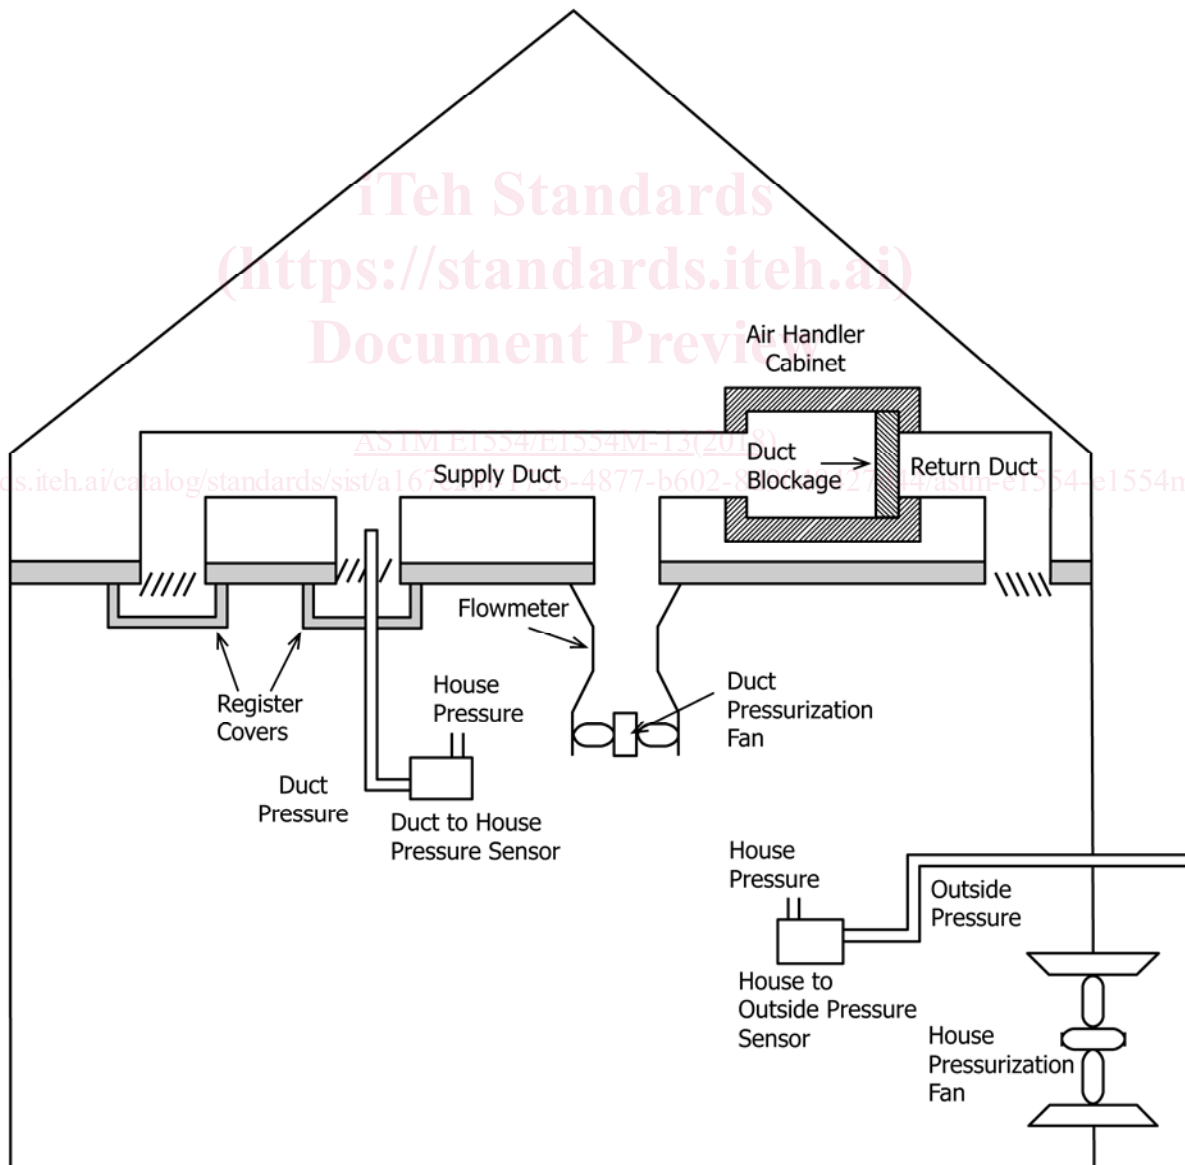 iTeh Standards
(https://standards.iteh.ai)
Document Preview
Air Handler
Cabinet
ASTM E1554/E1554M-13(2018)
Supply Duct
Duct
Blockage
Return Duct
Flowmeter
Register
Covers
House
Pressure
Duct
Pressurization
Fan
Duct
Pressure
Duct to House
Pressure Sensor
House
Pressure
Outside
Pressure
House to
Outside Pressure
Sensor
House
Pressurization
Fan